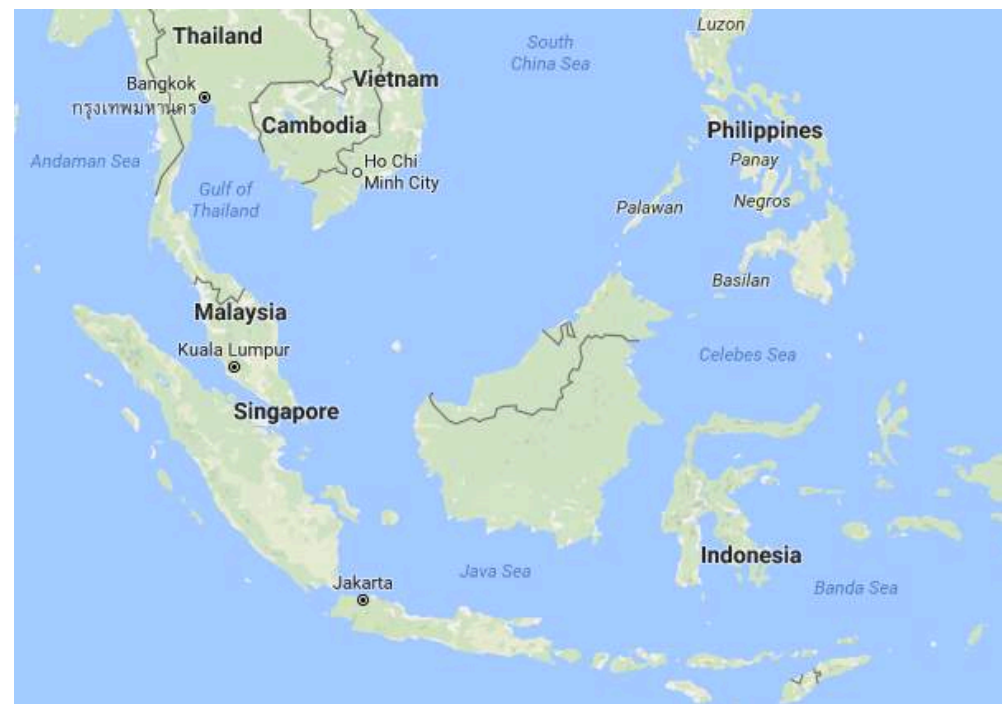 Luzon
Thailand
South
China Sea
Vietnam
Bangkok
กรุงเทพมหานคร
Cambodia
Philippines
Andaman Sea
Ho Chi
Minh City
Panay
Gulf of
Thailand
Palawan
Negros
Basilan
Malaysia
Kuala Lumpur
Celebes Sea
Singapore
Indonesia
Java Sea
Jakarta
Banda Sea